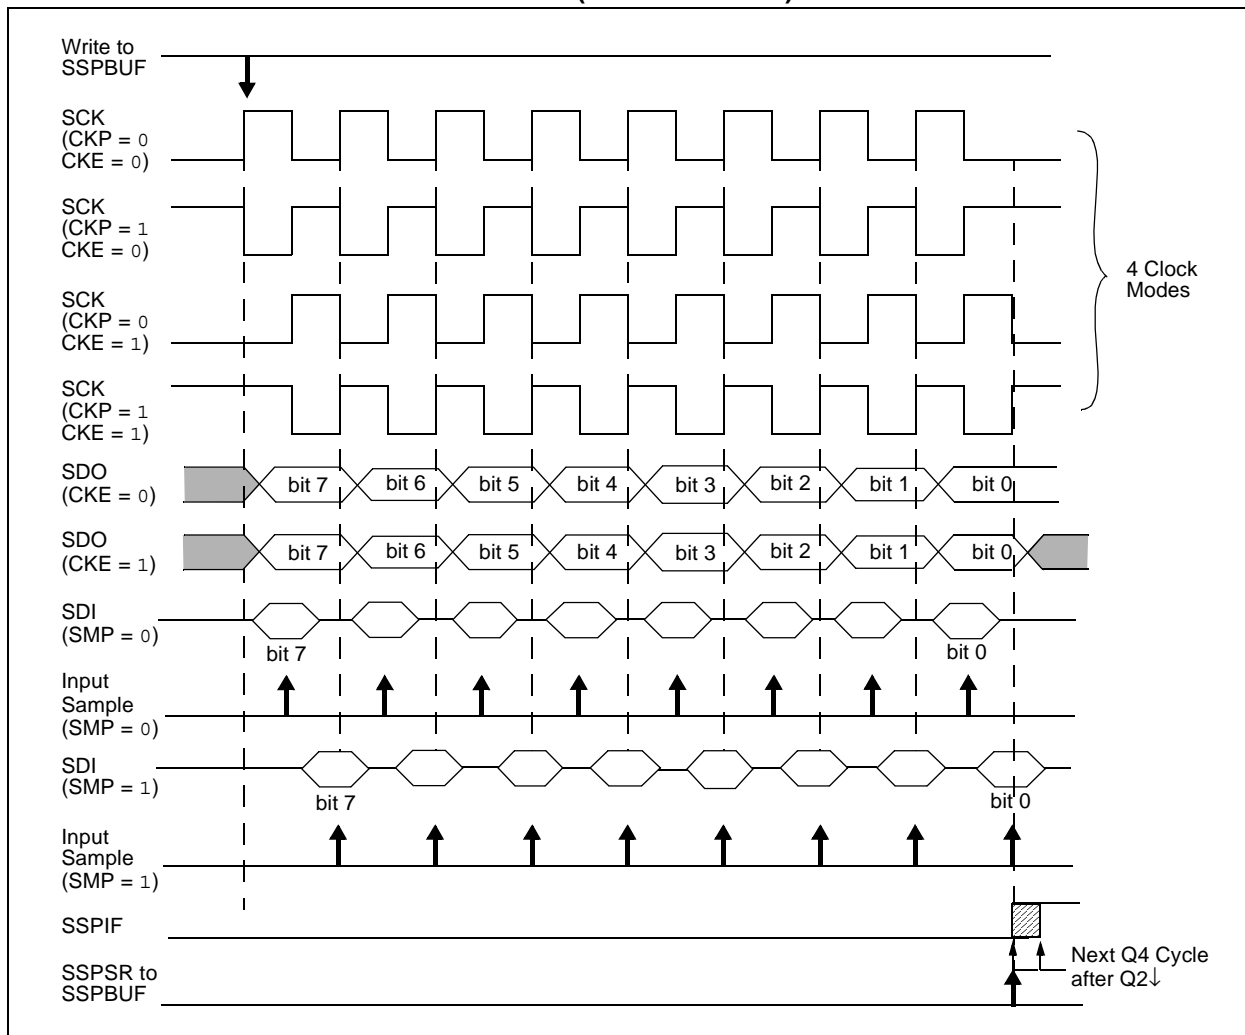 Write to
SSPBUF
SCK
(CKP = 0
CKE = 0)
SCK
(CKP = 1
CKE = 0)
4 Clock
Modes
SCK
(CKP = 0
CKE = 1)
SCK
(CKP = 1
CKE = 1)
SDO
(CKE = 0)
bit 7 bit 6 bit 5 bit 4 bit 3 bit 2 bit 1 bit 0
SDO
(CKE = 1)
bit 7 bit 6 bit 5 bit 4 bit 3 bit 2 bit 1 bit 0
SDI
(SMP = 0)
bit 7 bit 0
Input
Sample
(SMP = 0)
SDI
(SMP = 1)
bit 7 bit 0
Input
Sample
(SMP = 1)
SSPIF
Next Q4 Cycle
after Q2↓
SSPSR to
SSPBUF